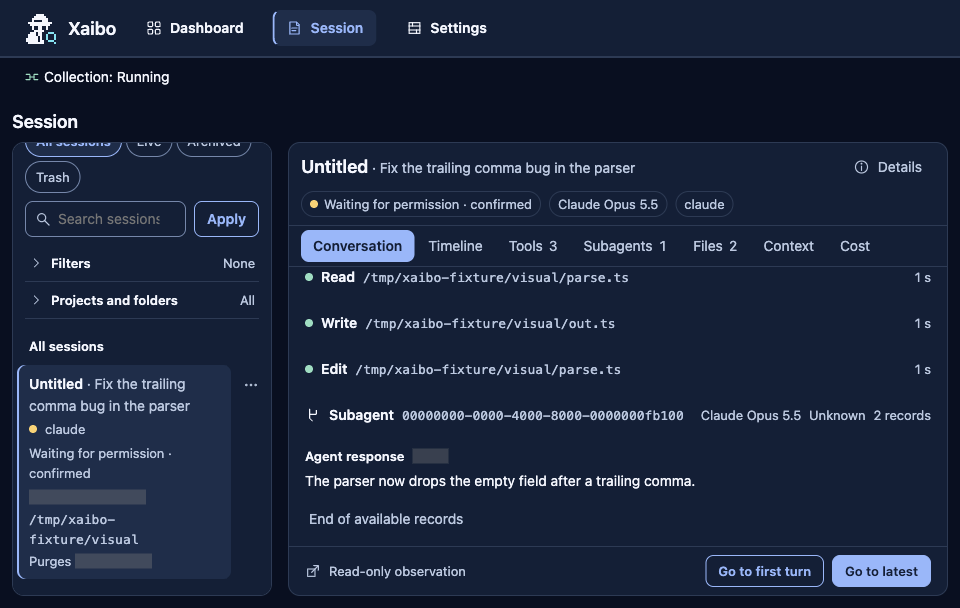 Xaibo
Dashboard
Session
Settings
Collection: Running
Session
All sessions
Live
Archived
Trash
Search sessions
Apply
Filters
None
Projects and folders
All
All sessions
Untitled · Fix the trailing
comma bug in the parser
claude
Waiting for permission ·
confirmed
/tmp/xaibo-
fixture/visual
Purges
Untitled · Fix the trailing comma bug in the parser
Details
Waiting for permission · confirmed
Claude Opus 5.5
claude
Conversation
Timeline
Tools 3
Subagents 1
Files 2
Context
Cost
Read /tmp/xaibo-fixture/visual/parse.ts 1 s
Write /tmp/xaibo-fixture/visual/out.ts 1 s
Edit /tmp/xaibo-fixture/visual/parse.ts 1 s
Subagent 00000000-0000-4000-8000-0000000fb100 Claude Opus 5.5 Unknown 2 records
Agent response
The parser now drops the empty field after a trailing comma.
End of available records
Read-only observation
Go to first turn
Go to latest